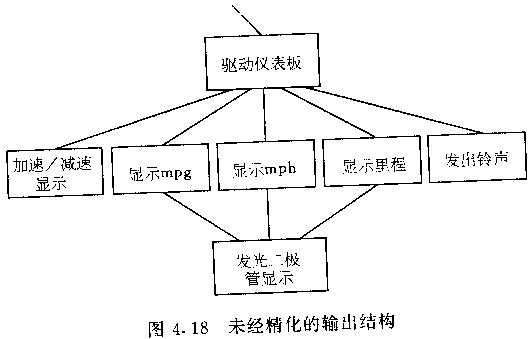 驱动仪表板
加速／减速
显示
显示mpg
显示mph
显示里程
发出铃声
发光二极
管显示
图 4.18 未经精化的输出结构